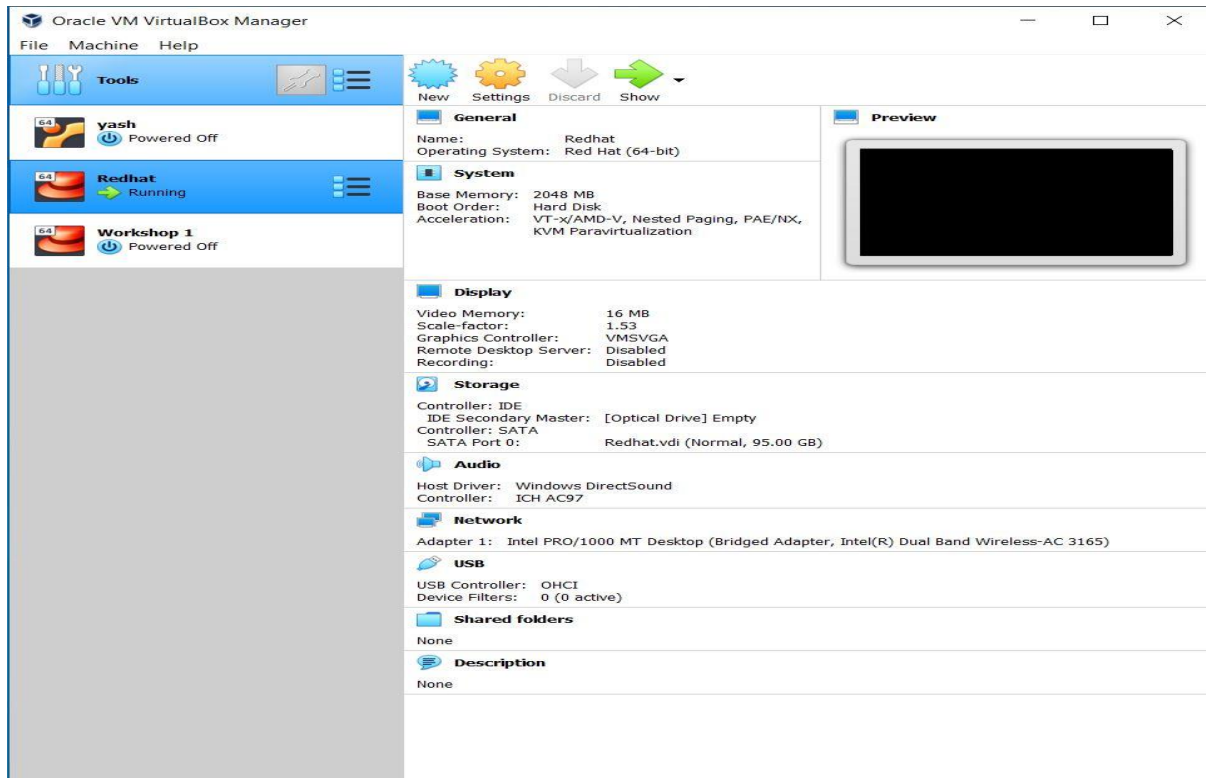 Oracle VM VirtualBox Manager
File Machine Help
Tools
64
yash
Powered Off
64
Redhat
Running
64
Workshop 1
Powered Off
New Settings Discard Show
General
Name: Redhat
Operating System: Red Hat (64-bit)
Preview
System
Base Memory: 2048 MB
Boot Order: Hard Disk
Acceleration: VT-x/AMD-V, Nested Paging, PAE/NX,
KVM Paravirtualization
Display
Video Memory: 16 MB
Scale-factor: 1.53
Graphics Controller: VMSVGA
Remote Desktop Server: Disabled
Recording: Disabled
Storage
Controller: IDE
IDE Secondary Master: [Optical Drive] Empty
Controller: SATA
SATA Port 0: Redhat.vdi (Normal, 95.00 GB)
Audio
Host Driver: Windows DirectSound
Controller: ICH AC97
Network
Adapter 1: Intel PRO/1000 MT Desktop (Bridged Adapter, Intel(R) Dual Band Wireless-AC 3165)
USB
USB Controller: OHCI
Device Filters: 0 (0 active)
Shared folders
None
Description
None